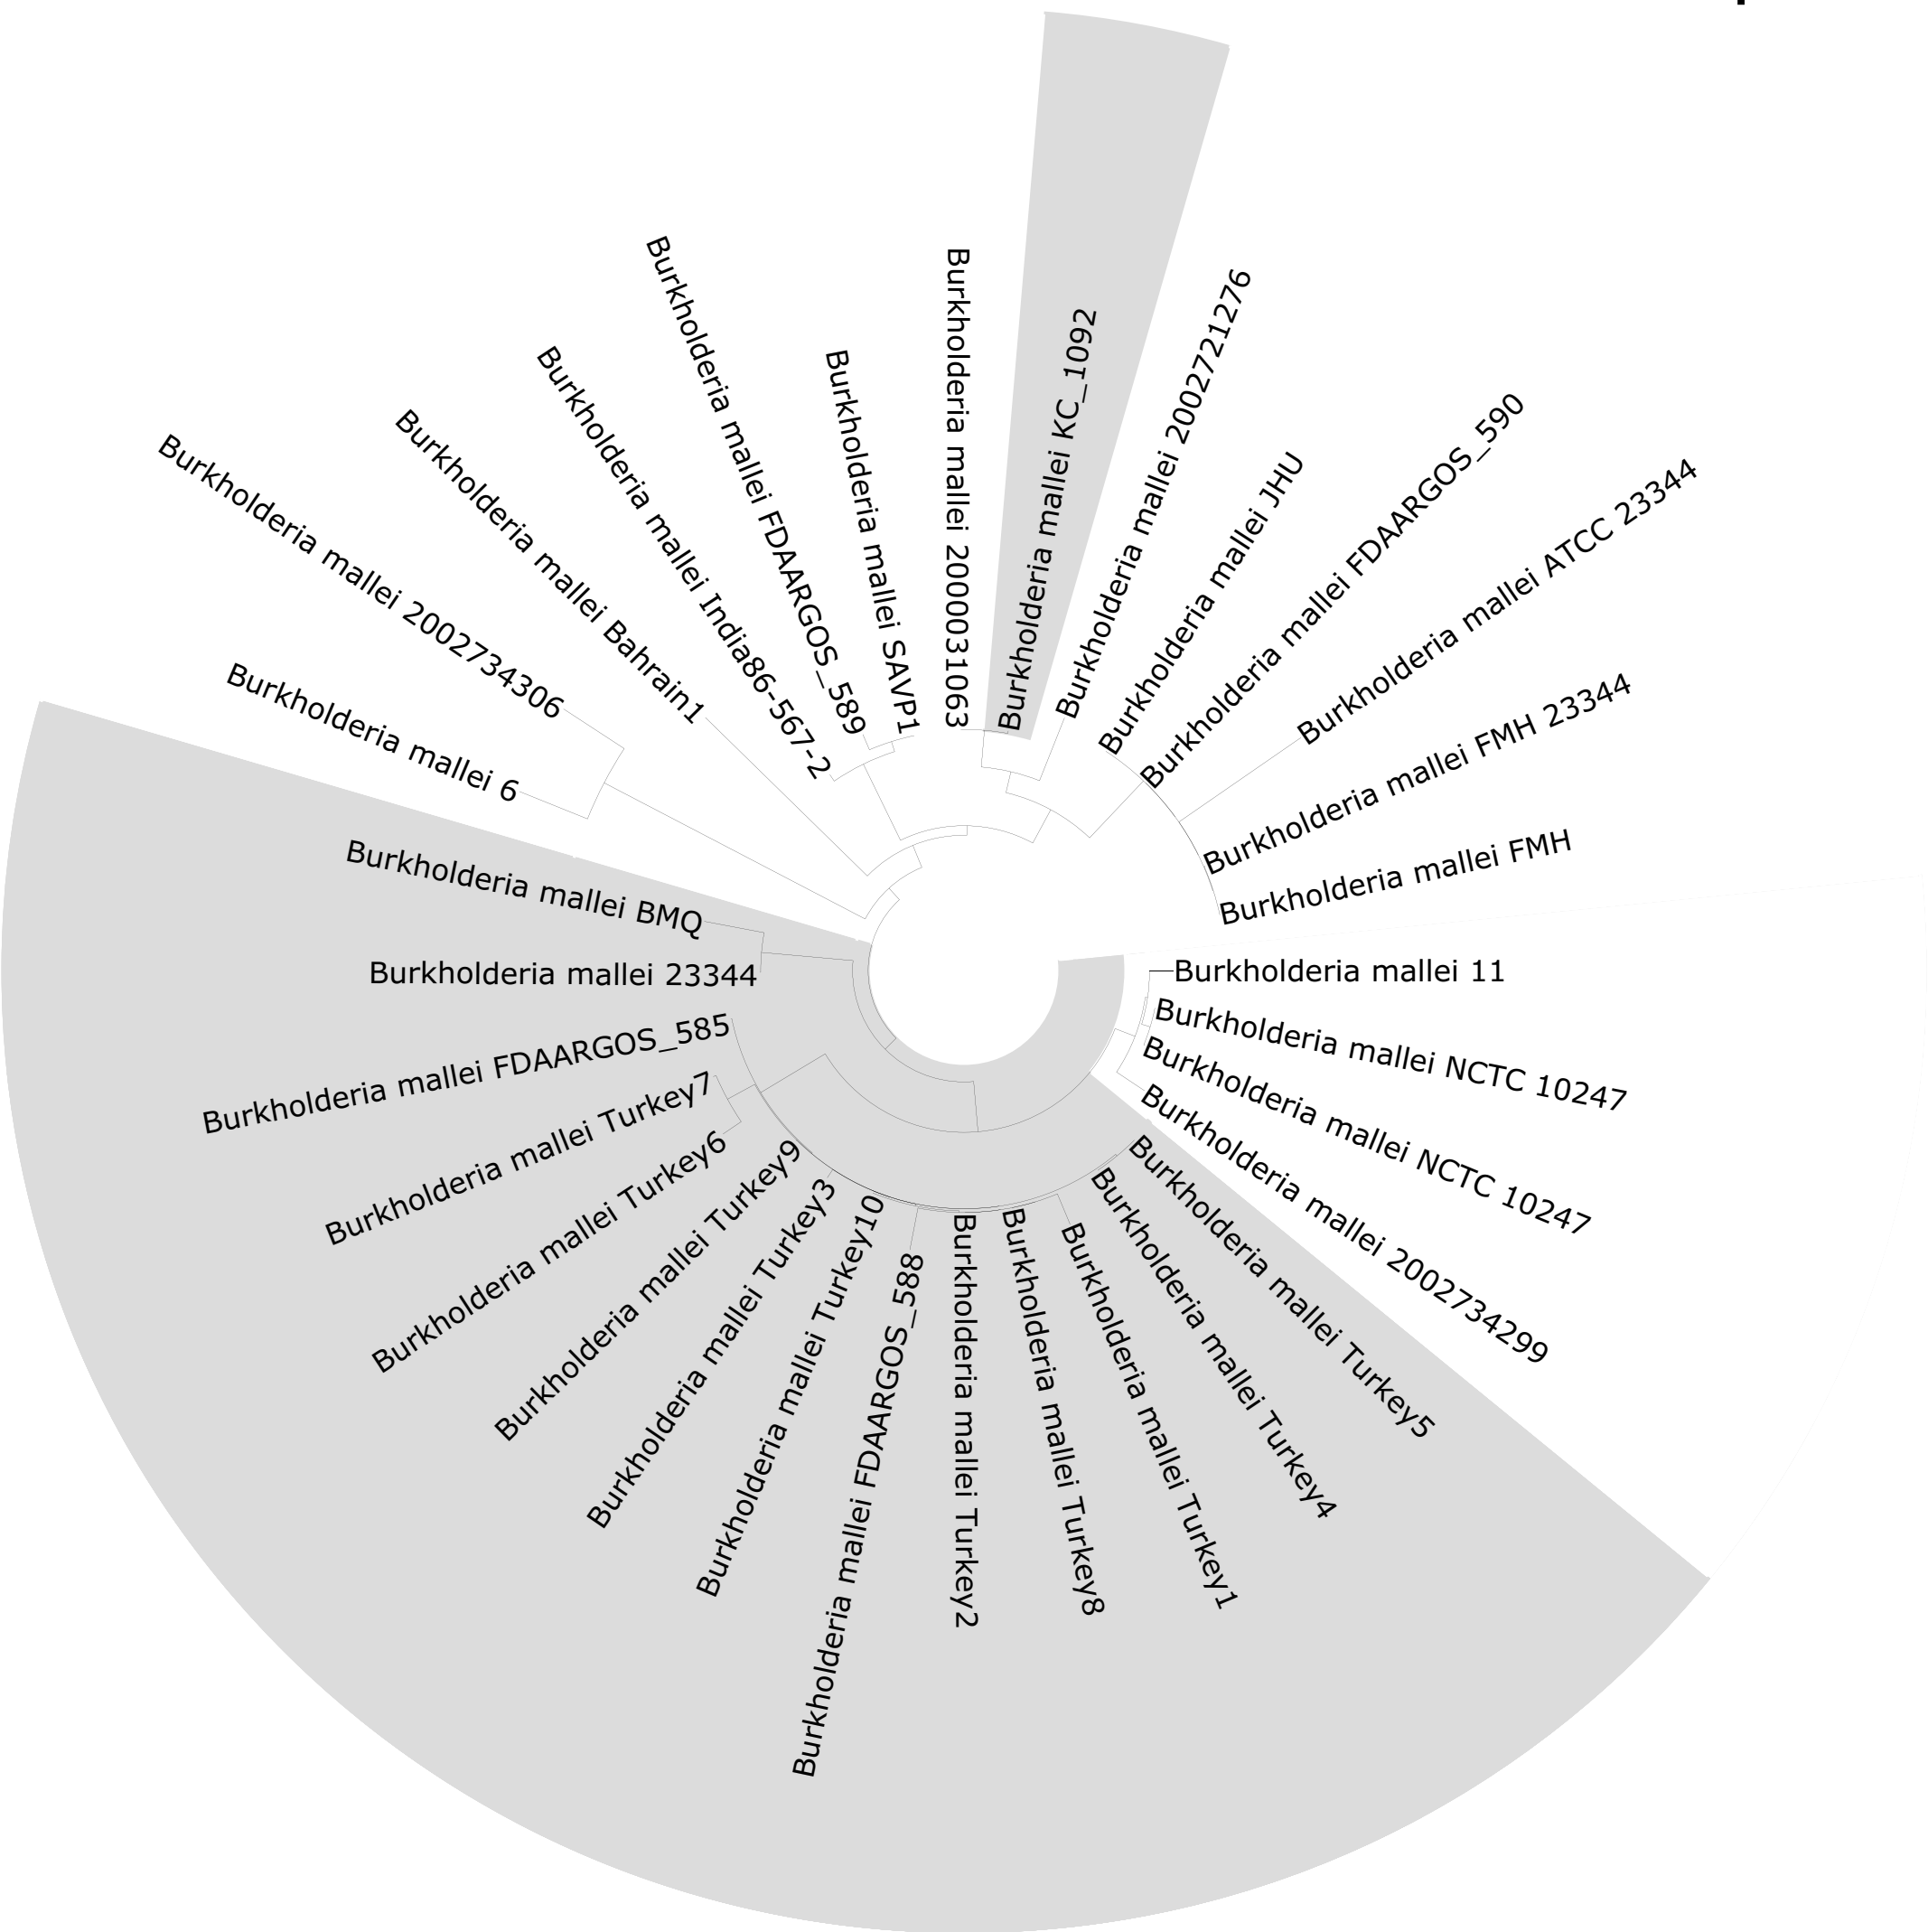 Burkholderia mallei 2000031063
Burkholderia mallei KC_1092
Burkholderia mallei 2002721276
Burkholderia mallei JHU
Burkholderia mallei FDAARGOS_590
Burkholderia mallei ATCC 23344
Burkholderia mallei FMH 23344
Burkholderia mallei FMH
Burkholderia mallei 11
Burkholderia mallei NCTC 10247
Burkholderia mallei NCTC 10247
Burkholderia mallei 2002734299
Burkholderia mallei Turkey5
Burkholderia mallei Turkey4
Burkholderia mallei Turkey1
Burkholderia mallei Turkey8
Burkholderia mallei Turkey2
Burkholderia mallei FDAARGOS_588
Burkholderia mallei Turkey10
Burkholderia mallei Turkey3
Burkholderia mallei Turkey9
Burkholderia mallei Turkey6
Burkholderia mallei Turkey7
Burkholderia mallei FDAARGOS_585
Burkholderia mallei 23344
Burkholderia mallei BMQ
Burkholderia mallei 6
Burkholderia mallei 2002734306
Burkholderia mallei Bahrain1
Burkholderia mallei India86-567-2
Burkholderia mallei FDAARGOS_589
Burkholderia mallei SAVP1